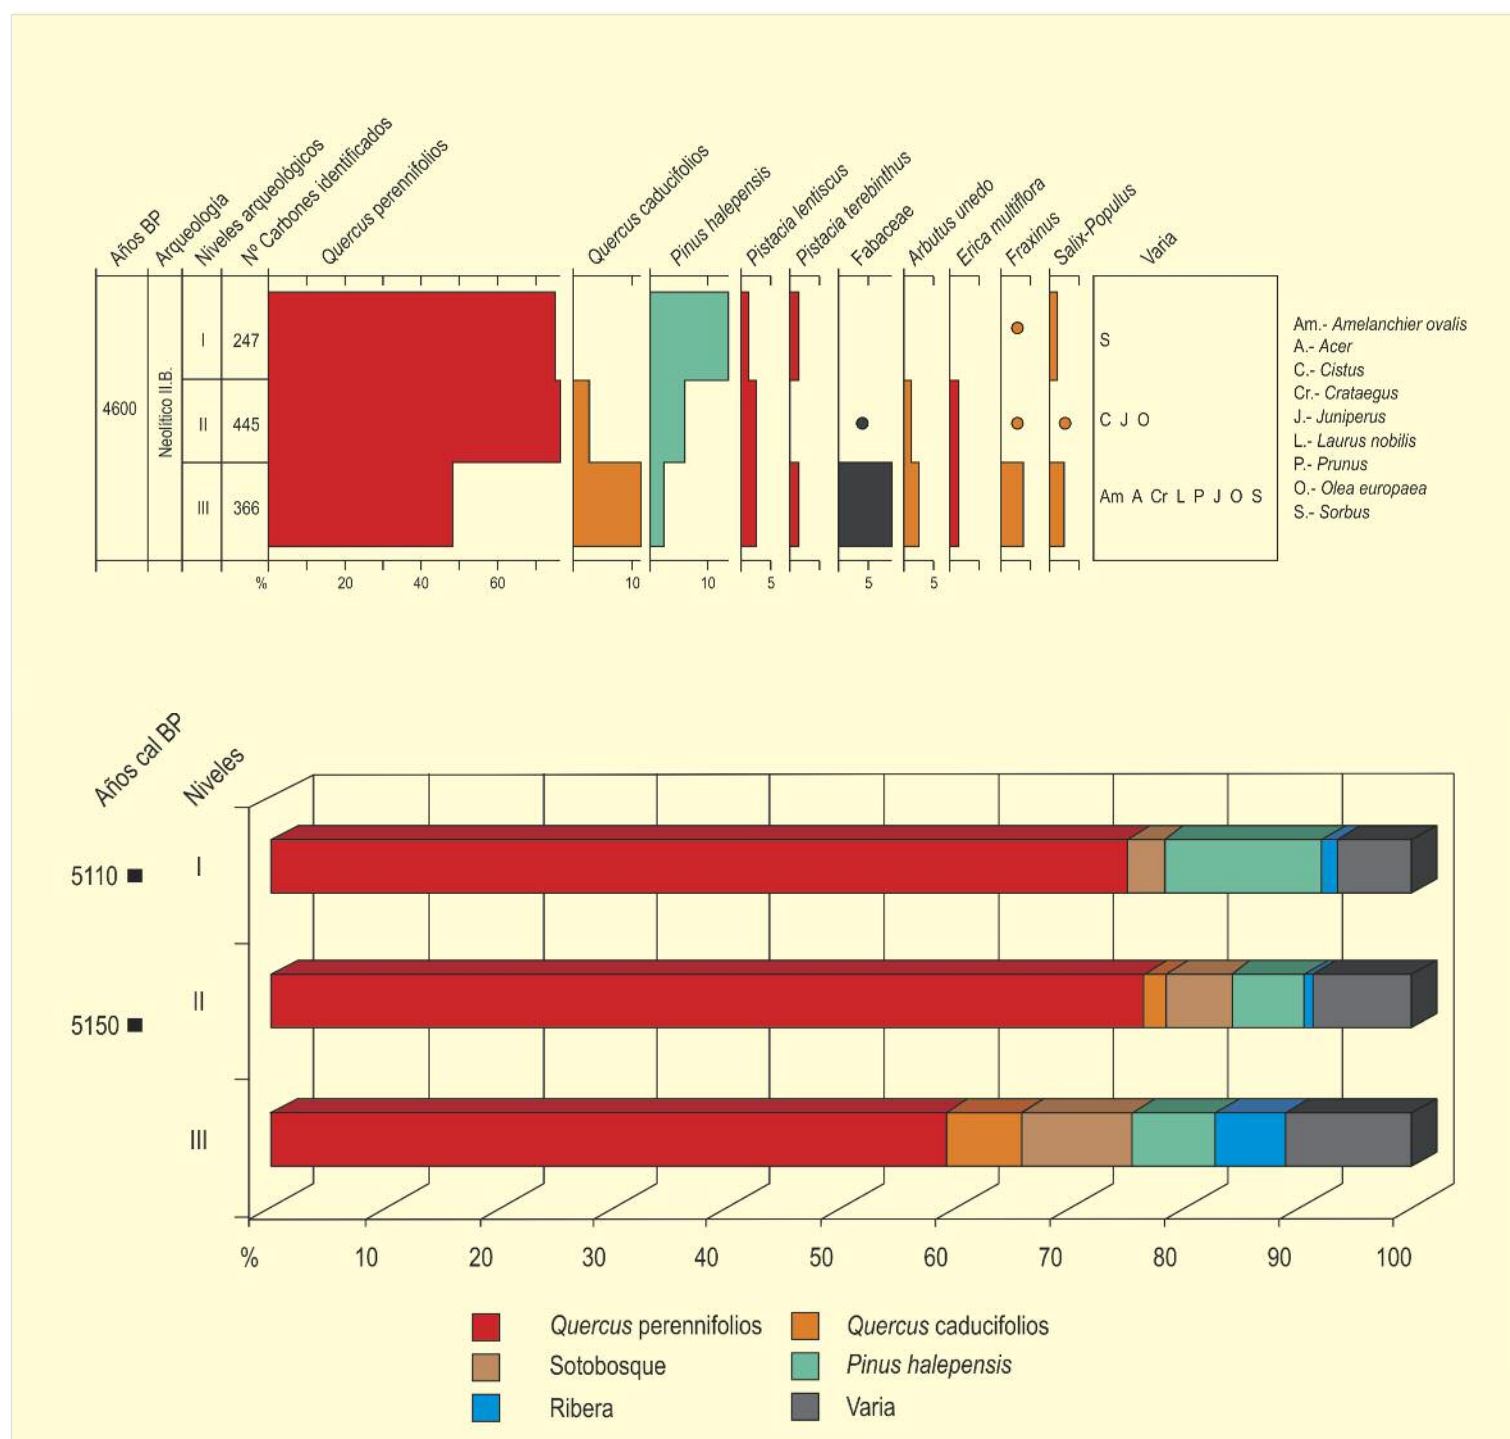 Años BP
Arqueología
Niveles arqueológicos
Nº Carbones identificados
Quercus perennifolios
Quercus caducifolios
Pinus halepensis
Pistacia lentiscus
Pistacia terebinthus
Fabaceae
Arbutus unedo
Erica multiflora
Fraxinus
Salix-Populus
Varia
4600
Neolítico II.B.
I 247 S
II 445 C J O
III 366 Am A Cr L P J O S
% 20 40 60 10 10 5 5 5
Am.- Amelanchier ovalis
A.- Acer
C.- Cistus
Cr.- Crataegus
J.- Juniperus
L.- Laurus nobilis
P.- Prunus
O.- Olea europaea
S.- Sorbus
Años cal BP
Niveles
5110 I
II
5150
III
% 10 20 30 40 50 60 70 80 90 100
Quercus perennifolios Quercus caducifolios
Sotobosque Pinus halepensis
Ribera Varia